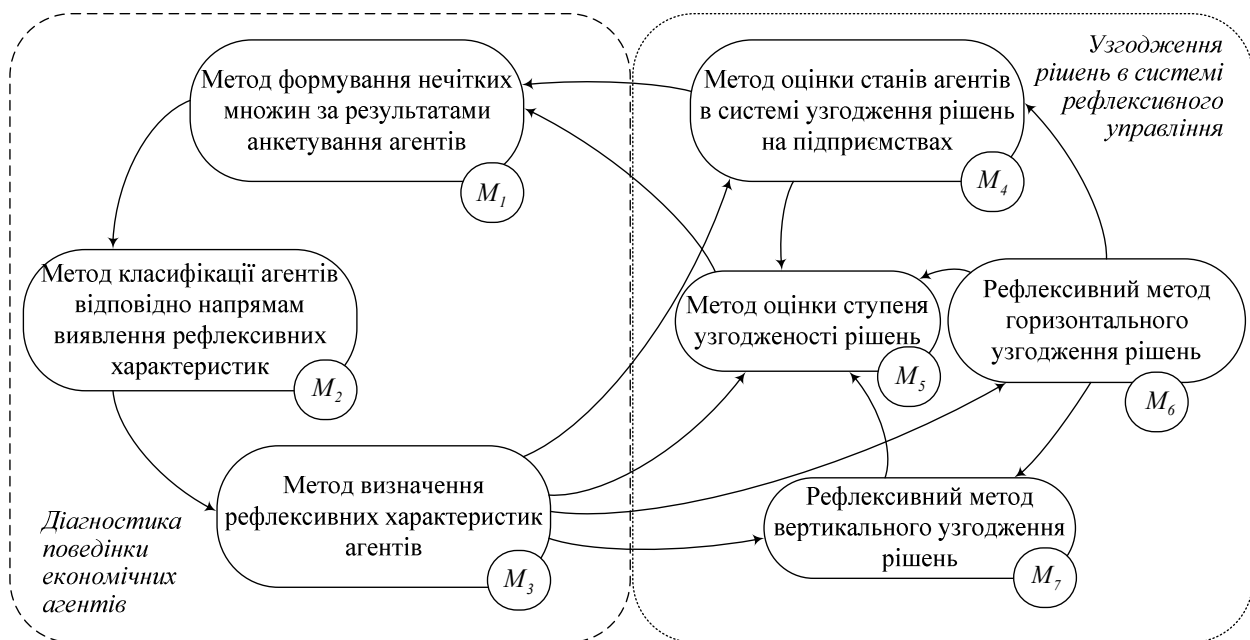 Метод формування нечітких
множин за результатами
анкетування агентів
M1
Метод класифікації агентів
відповідно напрямам
виявлення рефлексивних
характеристик
M2
Метод визначення
рефлексивних характеристик
агентів
M3
Діагностика
поведінки
економічних
агентів
Метод оцінки станів агентів
в системі узгодження рішень
на підприємствах
M4
Узгодження
рішень в системі
рефлексивного
управління
Метод оцінки ступеня
узгодженості рішень
M5
Рефлексивний метод
горизонтального
узгодження рішень
M6
Рефлексивний метод
вертикального узгодження
рішень
M7